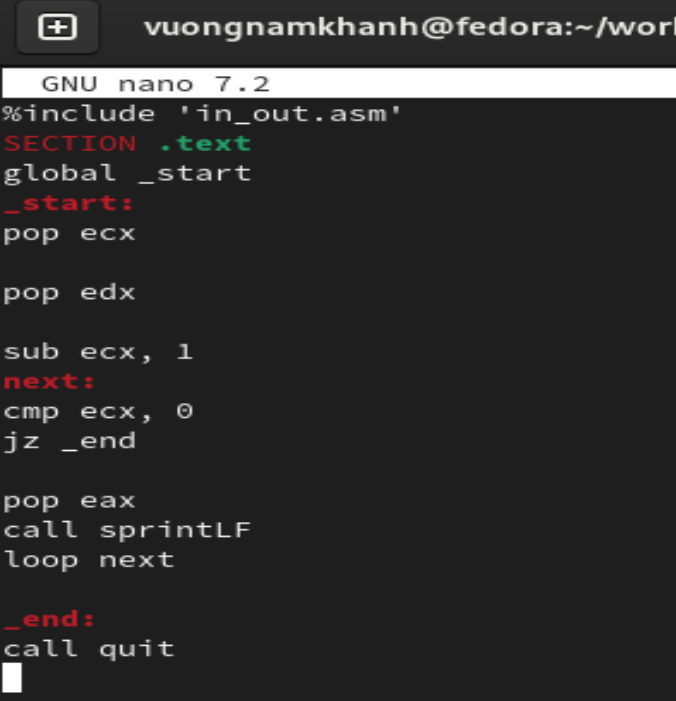 vuongnamkhanh@fedora:~/wor
GNU nano 7.2
%include 'in_out.asm'
SECTION .text
global _start
_start:
pop ecx
pop edx
sub ecx, 1
next:
cmp ecx, 0
jz _end
pop eax
call sprintLF
loop next
_end:
call quit